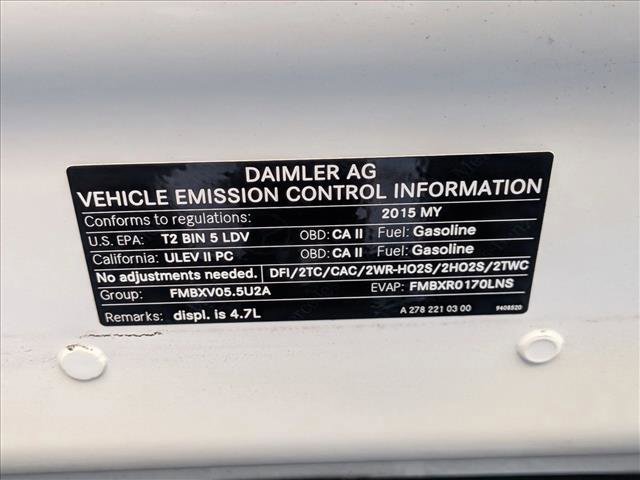 DAIMLER AG
VEHICLE EMISSION CONTROL INFORMATION
Conforms to regulations: 2015 MY
U.S. EPA: T2 BIN 5 LDV OBD: CA II Fuel: Gasoline
California: ULEV II PC OBD: CA II Fuel: Gasoline
No adjustments needed. DFI/2TC/CAC/2WR-HO2S/2HO2S/2TWC
Group: FMBXV05.5U2A EVAP: FMBXR0170LNS
Remarks: displ. is 4.7L A 278 221 03 00 9408520